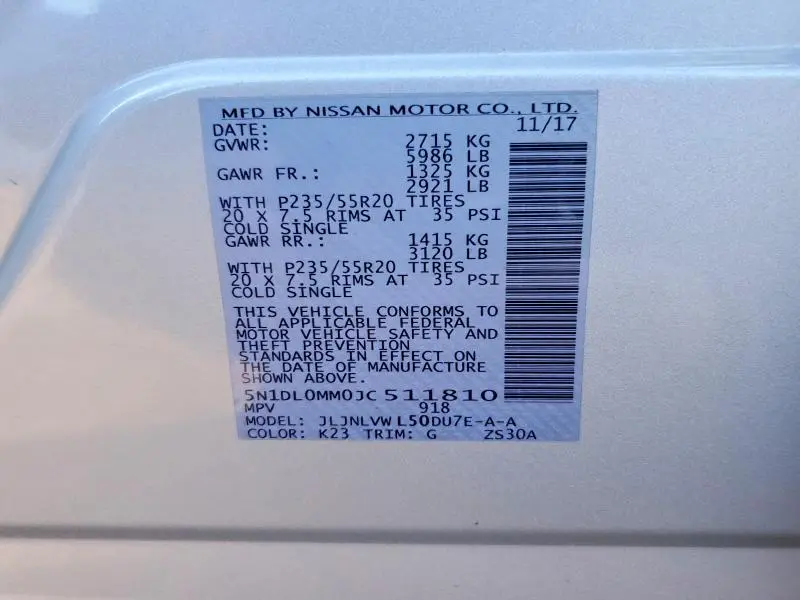 MFD BY NISSAN MOTOR CO., LTD.
DATE: 11/17
GVWR: 2715 KG
5986 LB
GAWR FR.: 1325 KG
2921 LB
WITH P235/55R20 TIRES
20 X 7.5 RIMS AT 35 PSI
COLD SINGLE
GAWR RR.: 1415 KG
3120 LB
WITH P235/55R20 TIRES
20 X 7.5 RIMS AT 35 PSI
COLD SINGLE
THIS VEHICLE CONFORMS TO
ALL APPLICABLE FEDERAL
MOTOR VEHICLE SAFETY AND
THEFT PREVENTION
STANDARDS IN EFFECT ON
THE DATE OF MANUFACTURE
SHOWN ABOVE.
5N1DL0MM0JC511810
MPV 918
MODEL: JLJNLVWL50DU7E-A-A
COLOR: K23 TRIM: G ZS30A